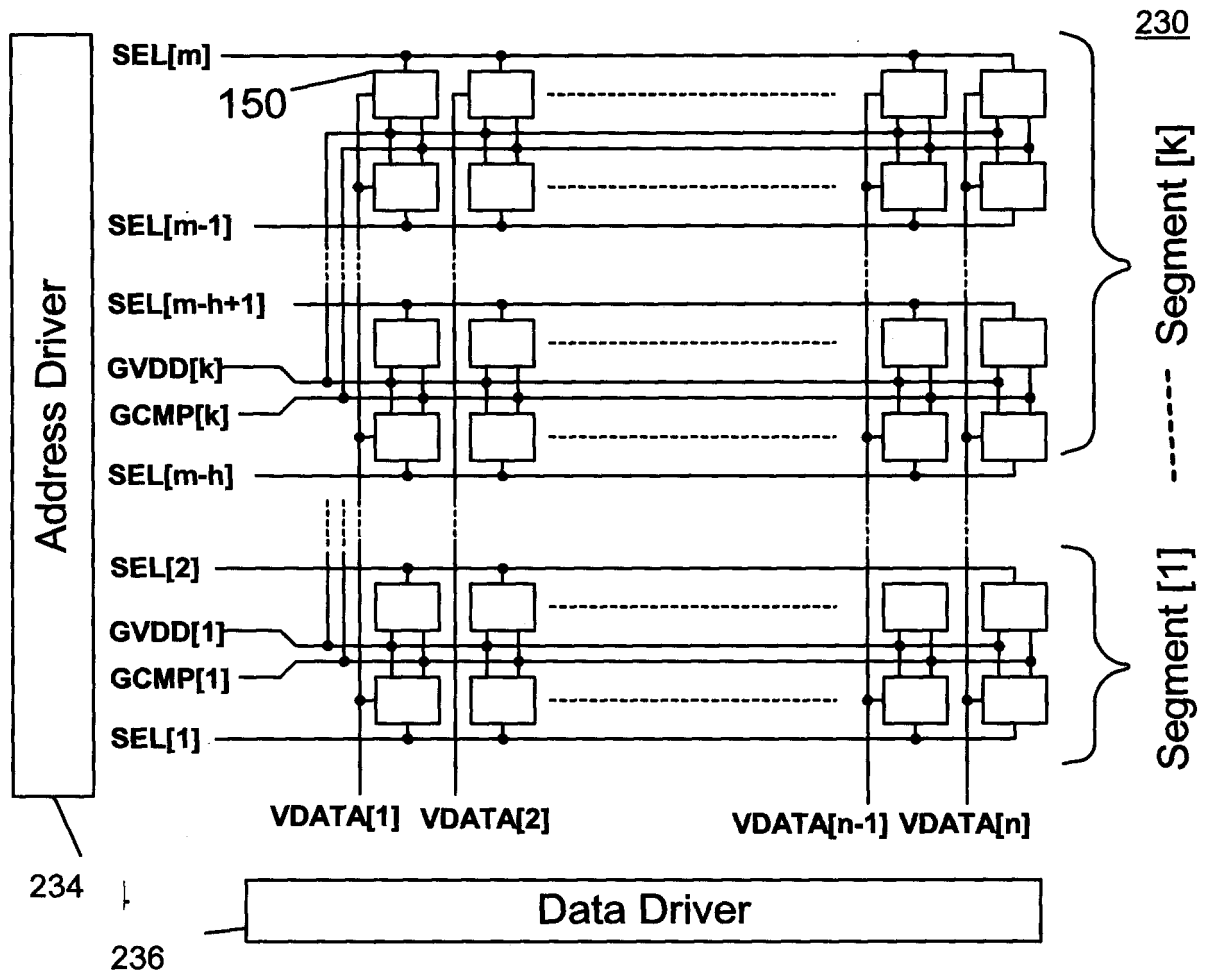 230
SEL[m]
150
SEL[m-1]
SEL[m-h+1]
GVDD[k]
GCMP[k]
SEL[m-h]
SEL[2]
GVDD[1]
GCMP[1]
SEL[1]
Address Driver
Segment [k]
Segment [1]
VDATA[1]
VDATA[2]
VDATA[n-1]
VDATA[n]
234
Data Driver
236